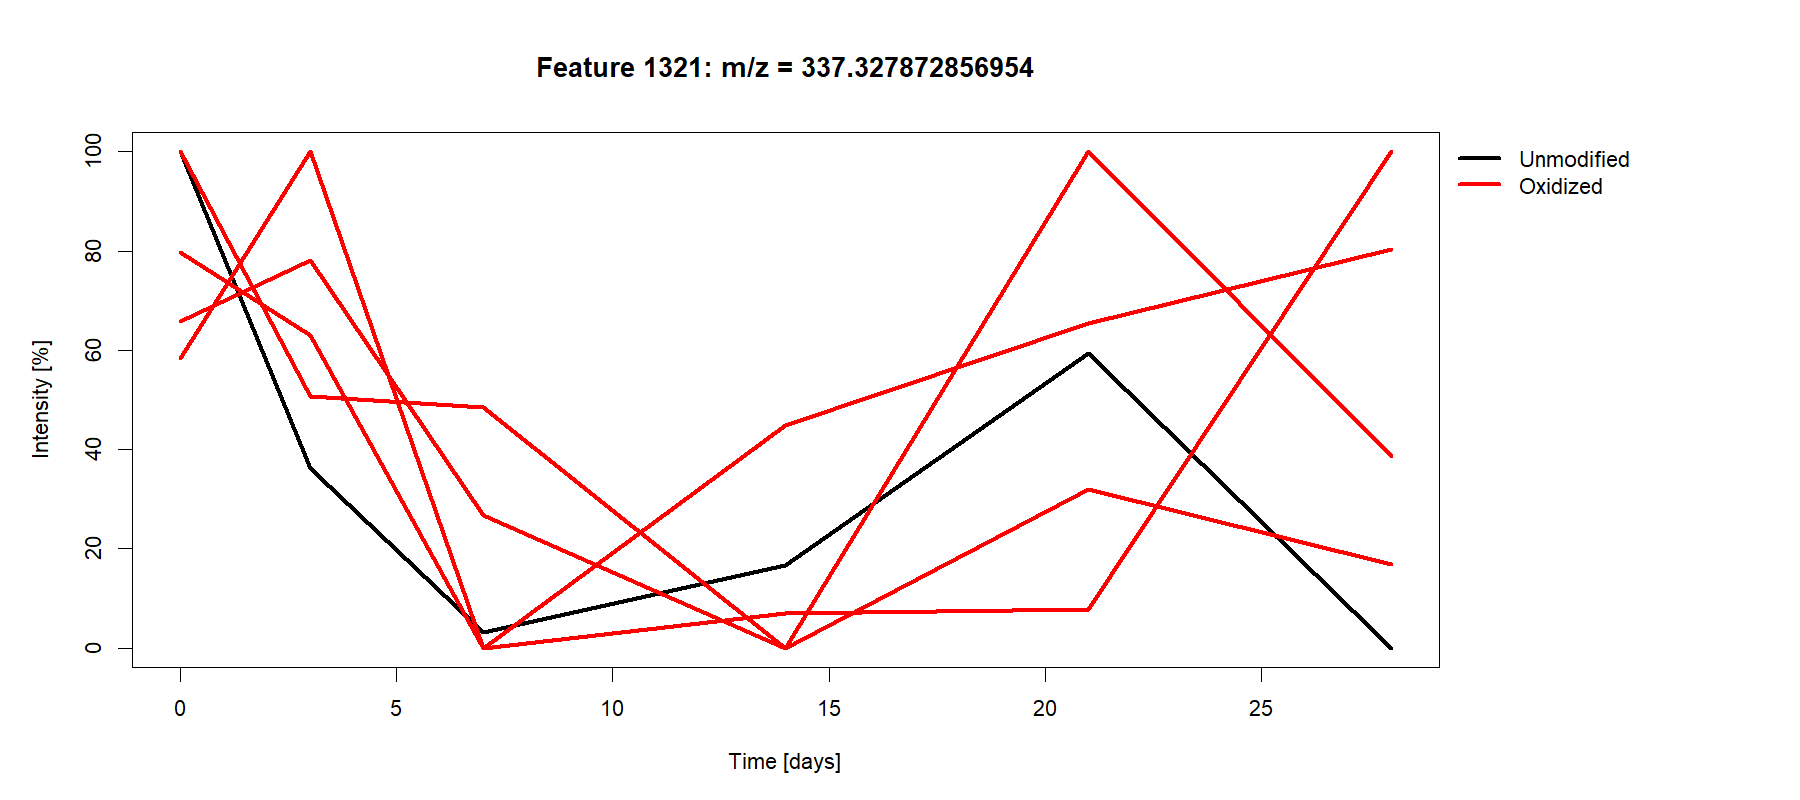 Feature 1321: m/z = 337.327872856954
Unmodified
Oxidized
Intensity [%]
100
80
60
40
20
0
0 5 10 15 20 25
Time [days]